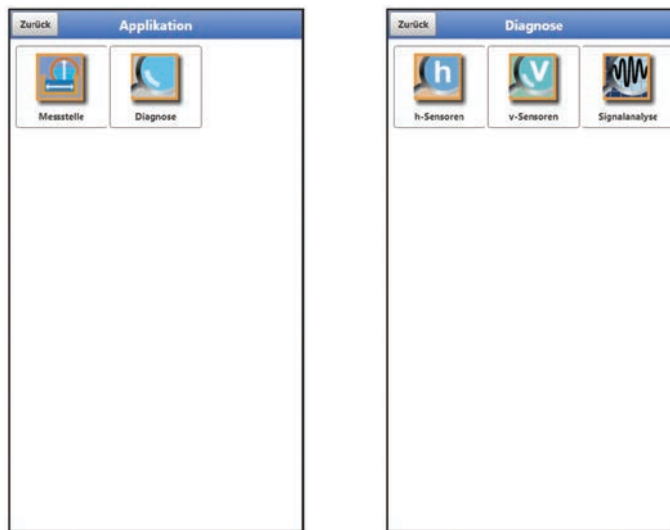 Zurück Applikation
Messstelle Diagnose
Zurück Diagnose
h v
h-Sensoren v-Sensoren Signalanalyse